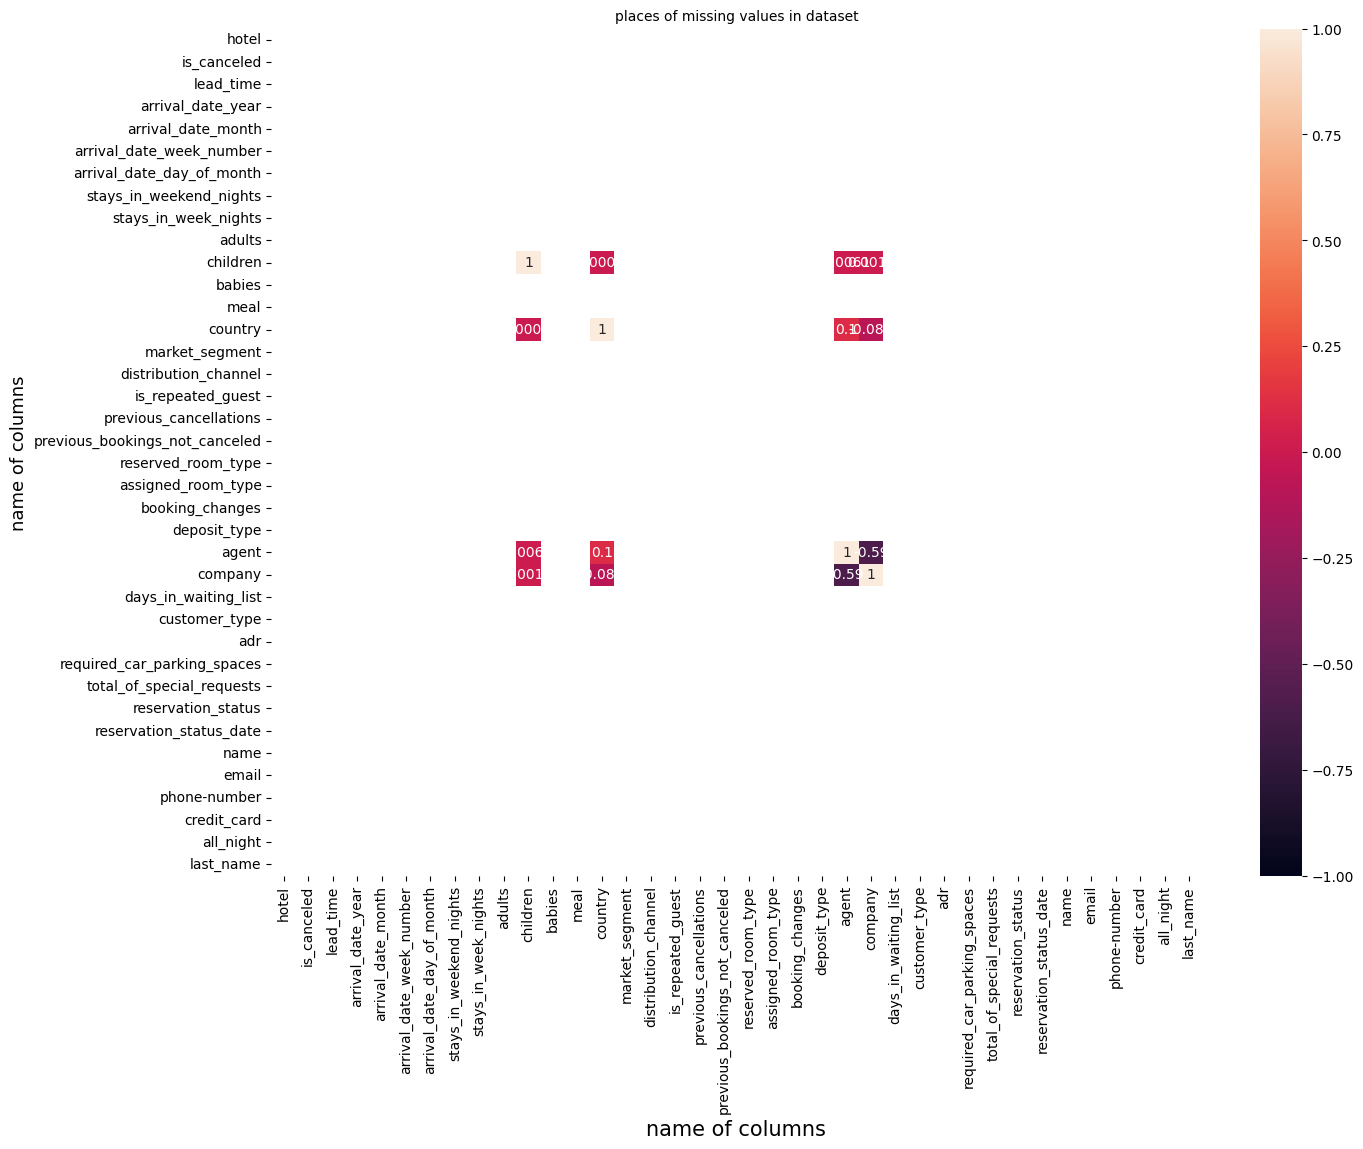 places of missing values in dataset
hotel
is_canceled
lead_time
arrival_date_year
arrival_date_month
arrival_date_week_number
arrival_date_day_of_month
stays_in_weekend_nights
stays_in_week_nights
adults
children
1
babies
meal
country
1
0.1
market_segment
distribution_channel
is_repeated_guest
previous_cancellations
previous_bookings_not_canceled
reserved_room_type
assigned_room_type
booking_changes
deposit_type
agent
0.1
1
company
1
days_in_waiting_list
customer_type
adr
required_car_parking_spaces
total_of_special_requests
reservation_status
reservation_status_date
name
email
phone-number
credit_card
all_night
last_name
name of columns
hotel
is_canceled
lead_time
arrival_date_year
arrival_date_month
arrival_date_week_number
arrival_date_day_of_month
stays_in_weekend_nights
stays_in_week_nights
adults
children
babies
meal
country
market_segment
distribution_channel
is_repeated_guest
previous_cancellations
previous_bookings_not_canceled
reserved_room_type
assigned_room_type
booking_changes
deposit_type
agent
company
days_in_waiting_list
customer_type
adr
required_car_parking_spaces
total_of_special_requests
reservation_status
reservation_status_date
name
email
phone-number
credit_card
all_night
last_name
name of columns
1.00
0.75
0.50
0.25
0.00
−0.25
−0.50
−0.75
−1.00